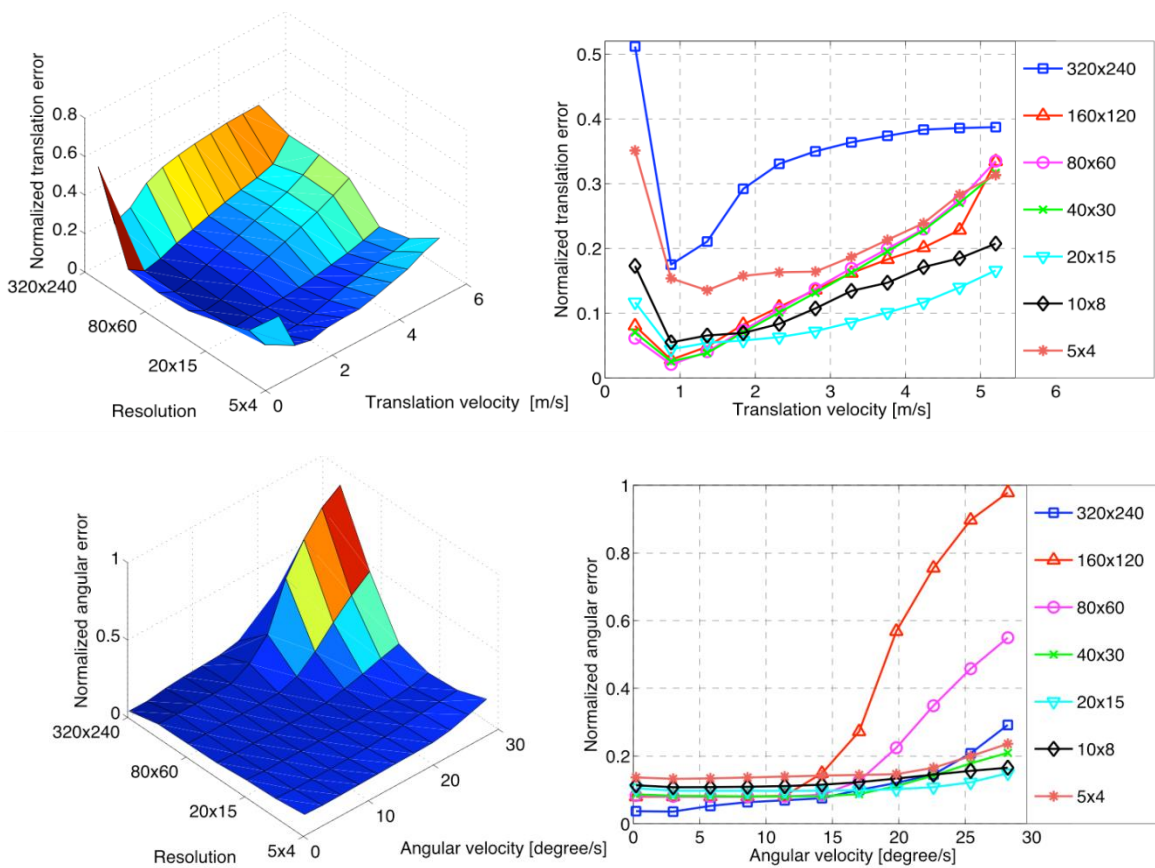 Normalized translation error
0.8
0.6
0.4
0.2
0
320x240
80x60
20x15
5x4
0
2
4
6
Resolution
Translation velocity [m/s]
Normalized translation error
0.5
0.4
0.3
0.2
0.1
0
0
1
2
3
4
5
6
Translation velocity [m/s]
320x240
160x120
80x60
40x30
20x15
10x8
5x4
Normalized angular error
1
0.5
0
320x240
80x60
20x15
5x4
0
10
20
30
Resolution
Angular velocity [degree/s]
Normalized angular error
1
0.8
0.6
0.4
0.2
0
0
5
10
15
20
25
30
Angular velocity [degree/s]
320x240
160x120
80x60
40x30
20x15
10x8
5x4